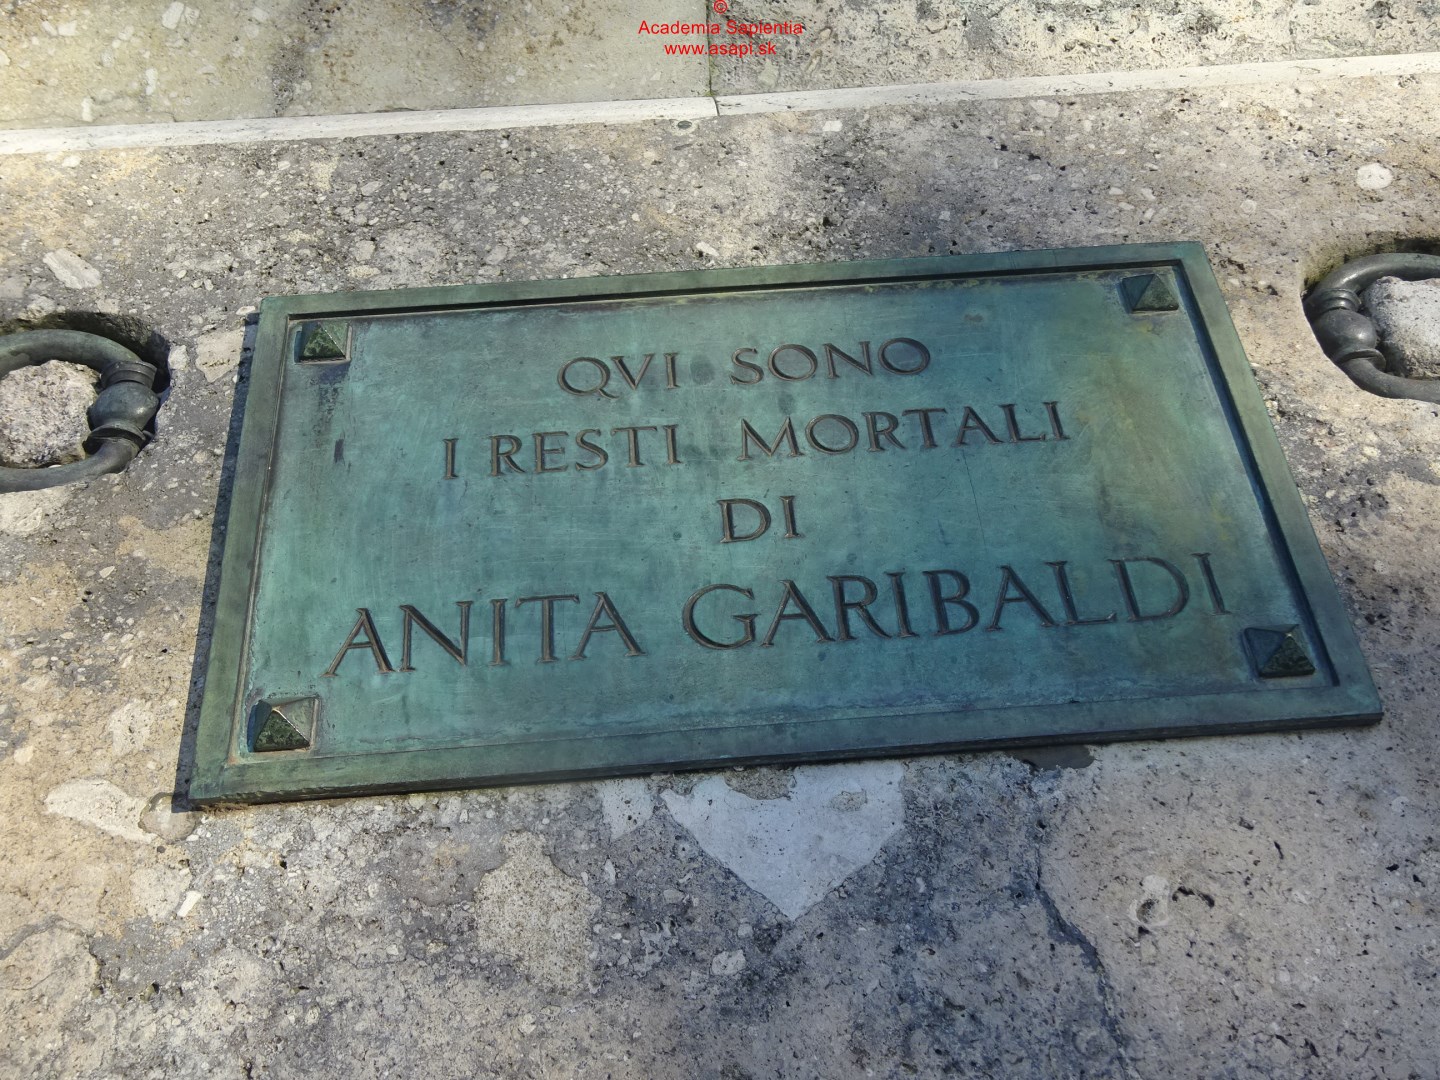 ©
Academia Sapientia
www.asapi.sk
QVI SONO
I RESTI MORTALI
DI
ANITA GARIBALDI